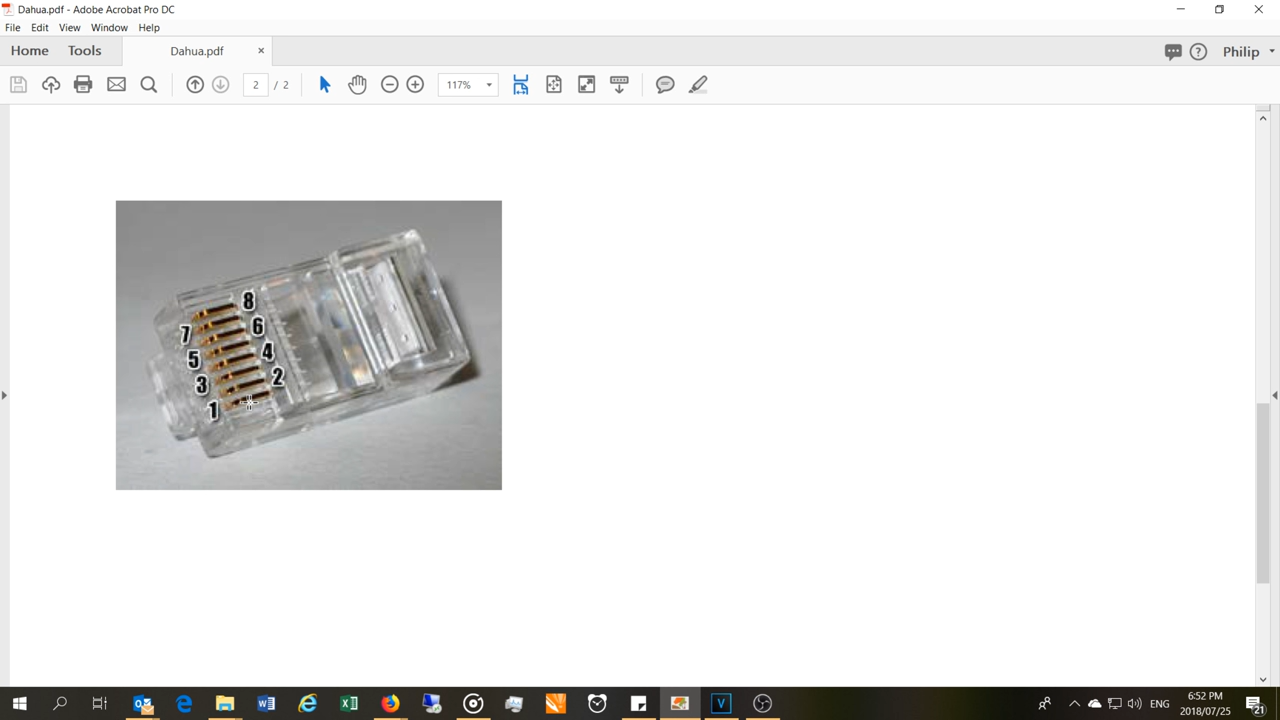 Dahua.pdf - Adobe Acrobat Pro DC
File Edit View Window Help
Home Tools Dahua.pdf × Philip
2 / 2 117%
8
7 6
5 4
3 2
1
6:52 PM
ENG 2018/07/25 21